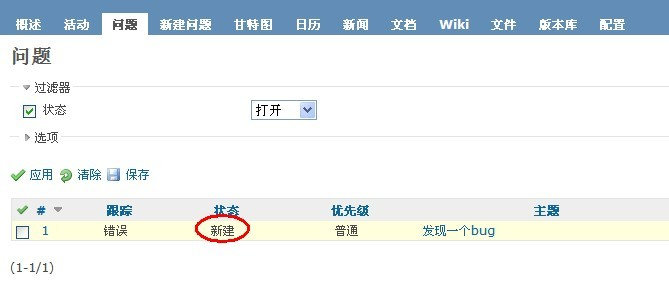 概述 活动 问题 新建问题 甘特图 日历 新闻 文档 Wiki 文件 版本库 配置
问题
过滤器
状态 打开
选项
应用 清除 保存
# 跟踪 状态 优先级 主题
1 错误 新建 普通 发现一个bug
(1-1/1)